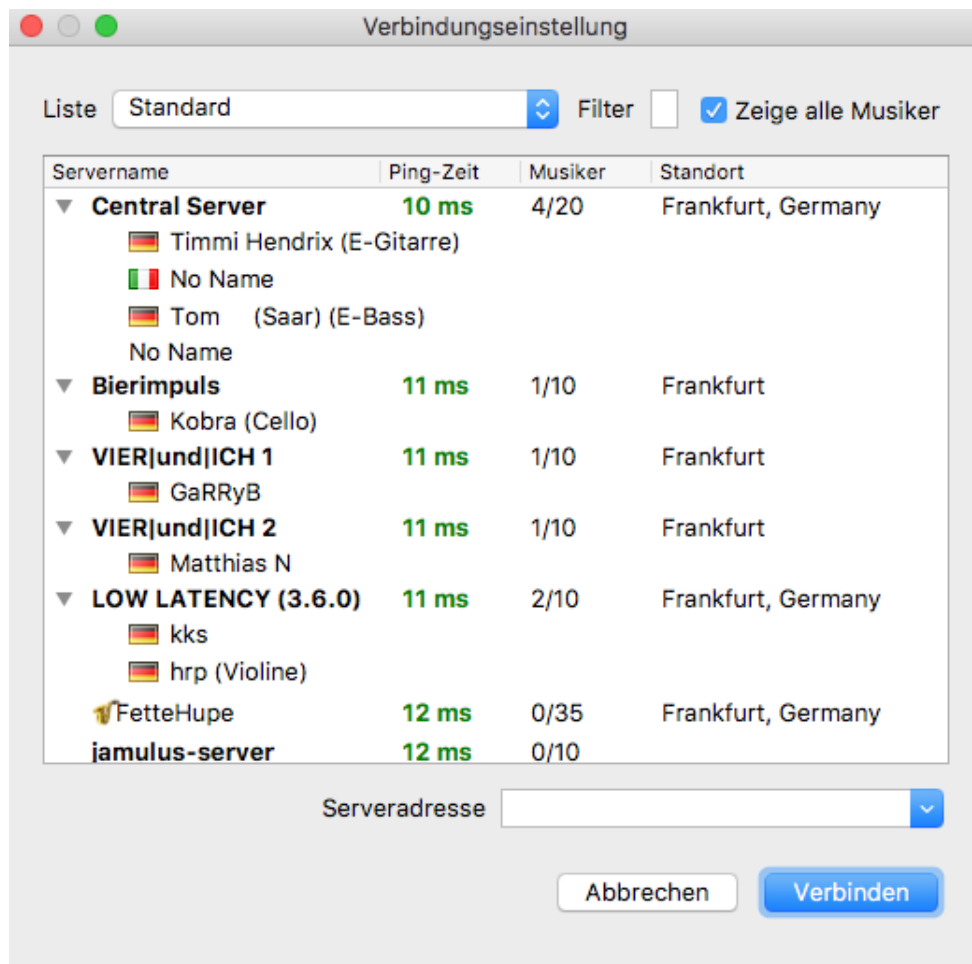 Verbindungseinstellung
Liste Standard Filter Zeige alle Musiker
Servername Ping-Zeit Musiker Standort
Central Server 10 ms 4/20 Frankfurt, Germany
Timmi Hendrix (E-Gitarre)
No Name
Tom (Saar) (E-Bass)
No Name
Bierimpuls 11 ms 1/10 Frankfurt
Kobra (Cello)
VIER|und|ICH 1 11 ms 1/10 Frankfurt
GaRRyB
VIER|und|ICH 2 11 ms 1/10 Frankfurt
Matthias N
LOW LATENCY (3.6.0) 11 ms 2/10 Frankfurt, Germany
kks
hrp (Violine)
FetteHupe 12 ms 0/35 Frankfurt, Germany
jamulus-server 12 ms 0/10
Serveradresse
Abbrechen Verbinden